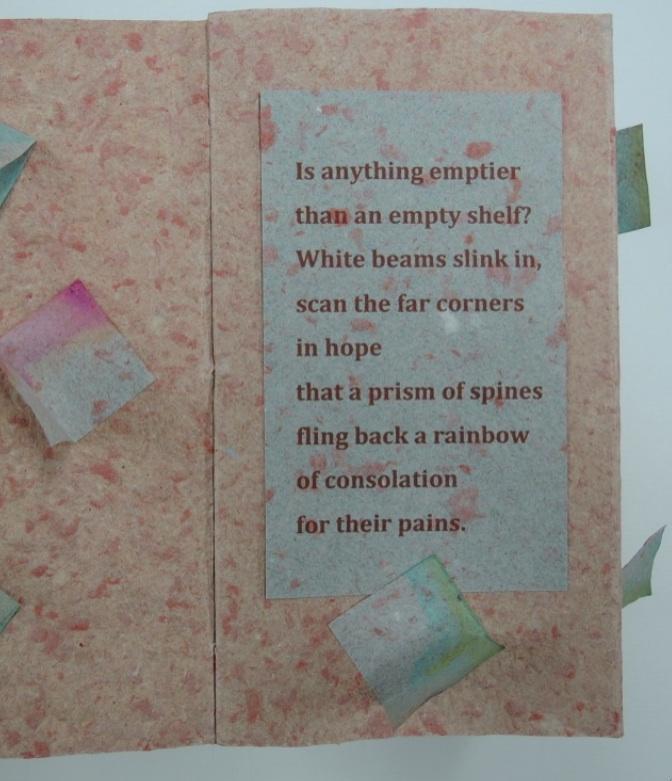 Is anything emptier
than an empty shelf?
White beams slink in,
scan the far corners
in hope
that a prism of spines
fling back a rainbow
of consolation
for their pains.